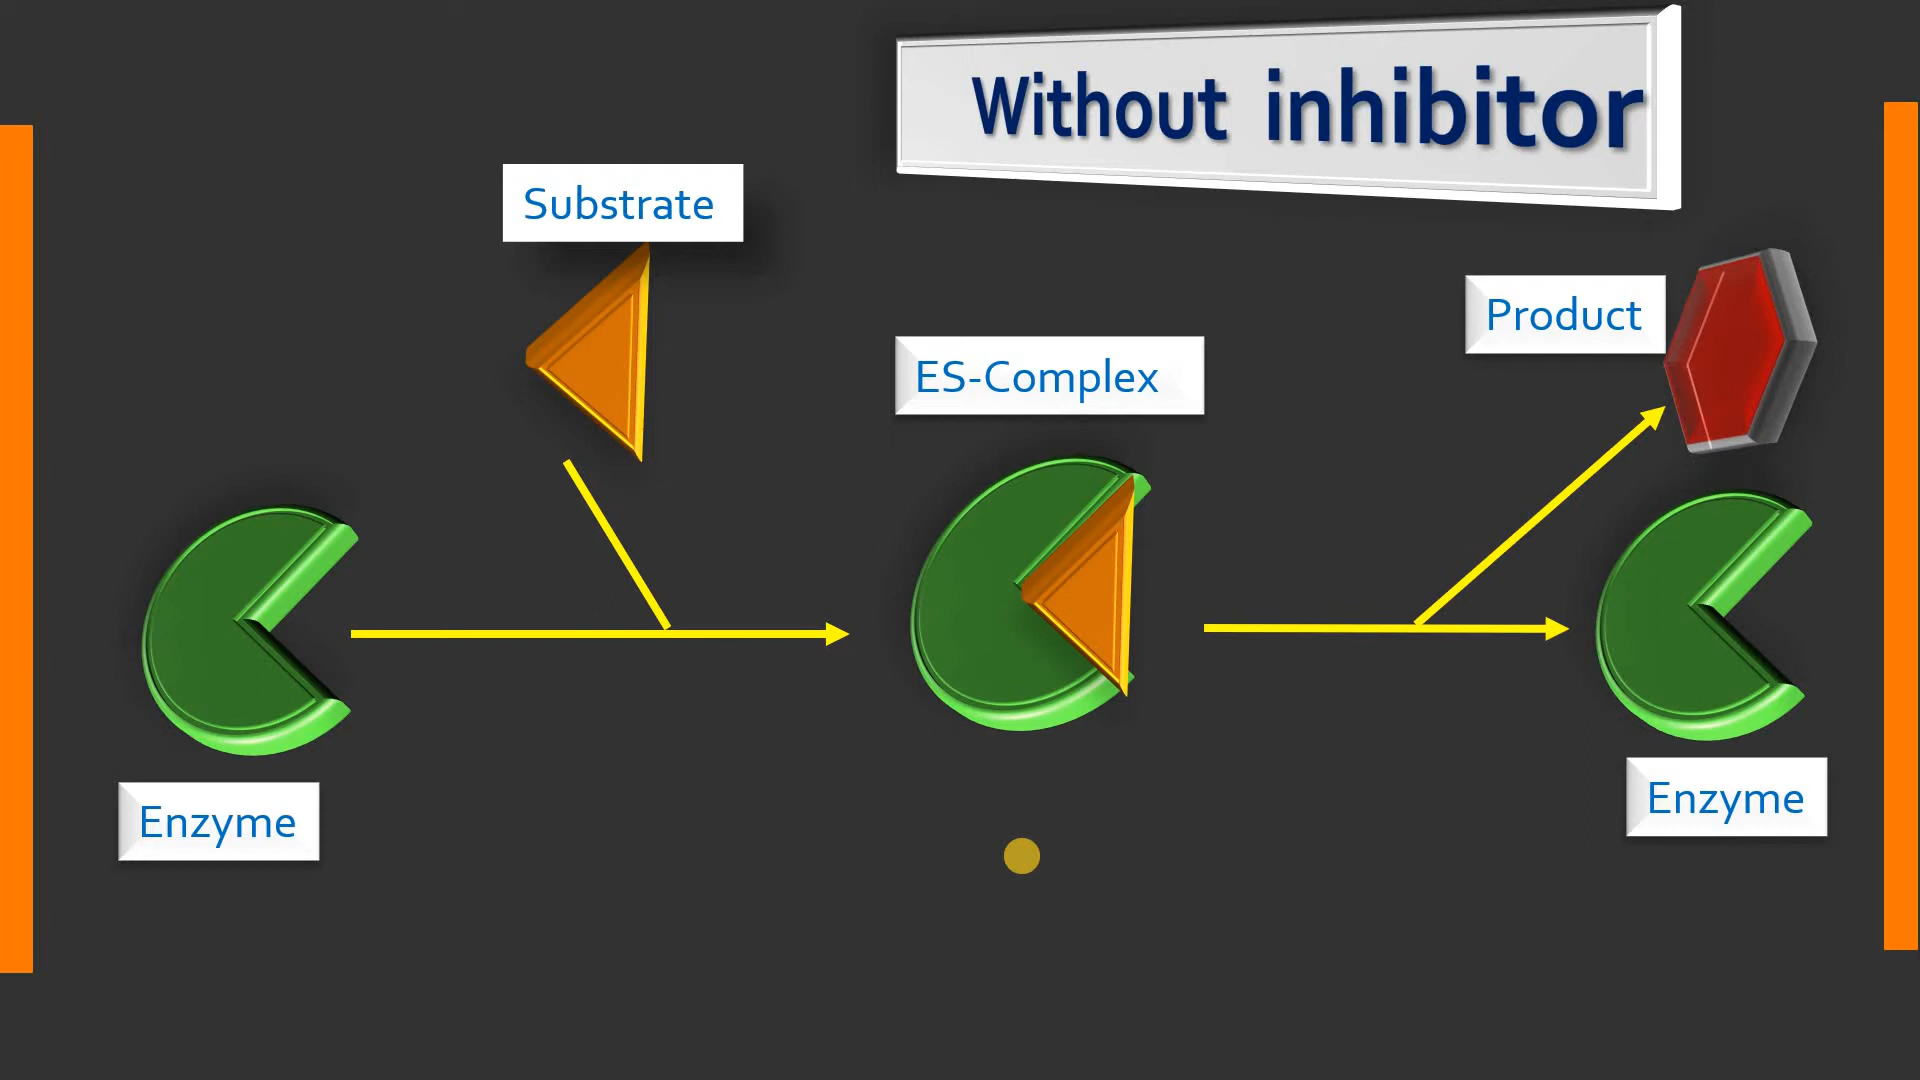 Without inhibitor
Substrate
Product
ES-Complex
Enzyme
Enzyme